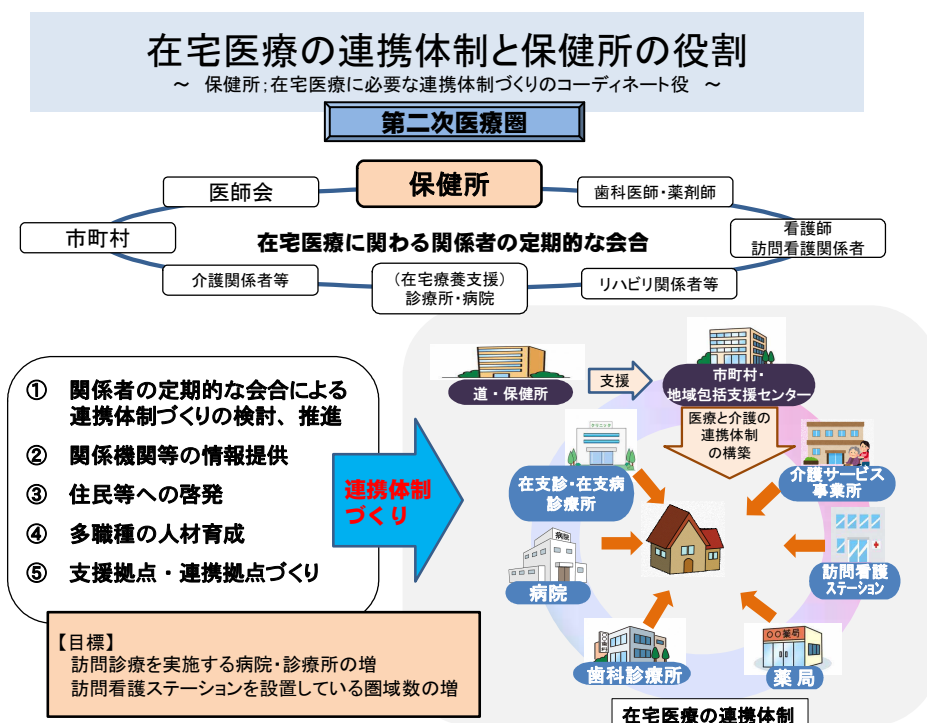 在宅医療の連携体制と保健所の役割
～　保健所；在宅医療に必要な連携体制づくりのコーディネート役　～
第二次医療圏
医師会
保健所
歯科医師・薬剤師
市町村
在宅医療に関わる関係者の定期的な会合
看護師
訪問看護関係者
介護関係者等
(在宅療養支援)
診療所・病院
リハビリ関係者等
①　関係者の定期的な会合による
連携体制づくりの検討、推進
②　関係機関等の情報提供
③　住民等への啓発
④　多職種の人材育成
⑤　支援拠点・連携拠点づくり
【目標】
訪問診療を実施する病院・診療所の増
訪問看護ステーションを設置している圏域数の増
連携体制
づくり
道・保健所
支援
市町村・
地域包括支援センター
医療と介護の
連携体制
の構築
クリニック
在支診・在支病
診療所
介護サービス
事業所
病院
病院
訪問看護
ステーション
歯科診療所
〇〇薬局
薬局
在宅医療の連携体制